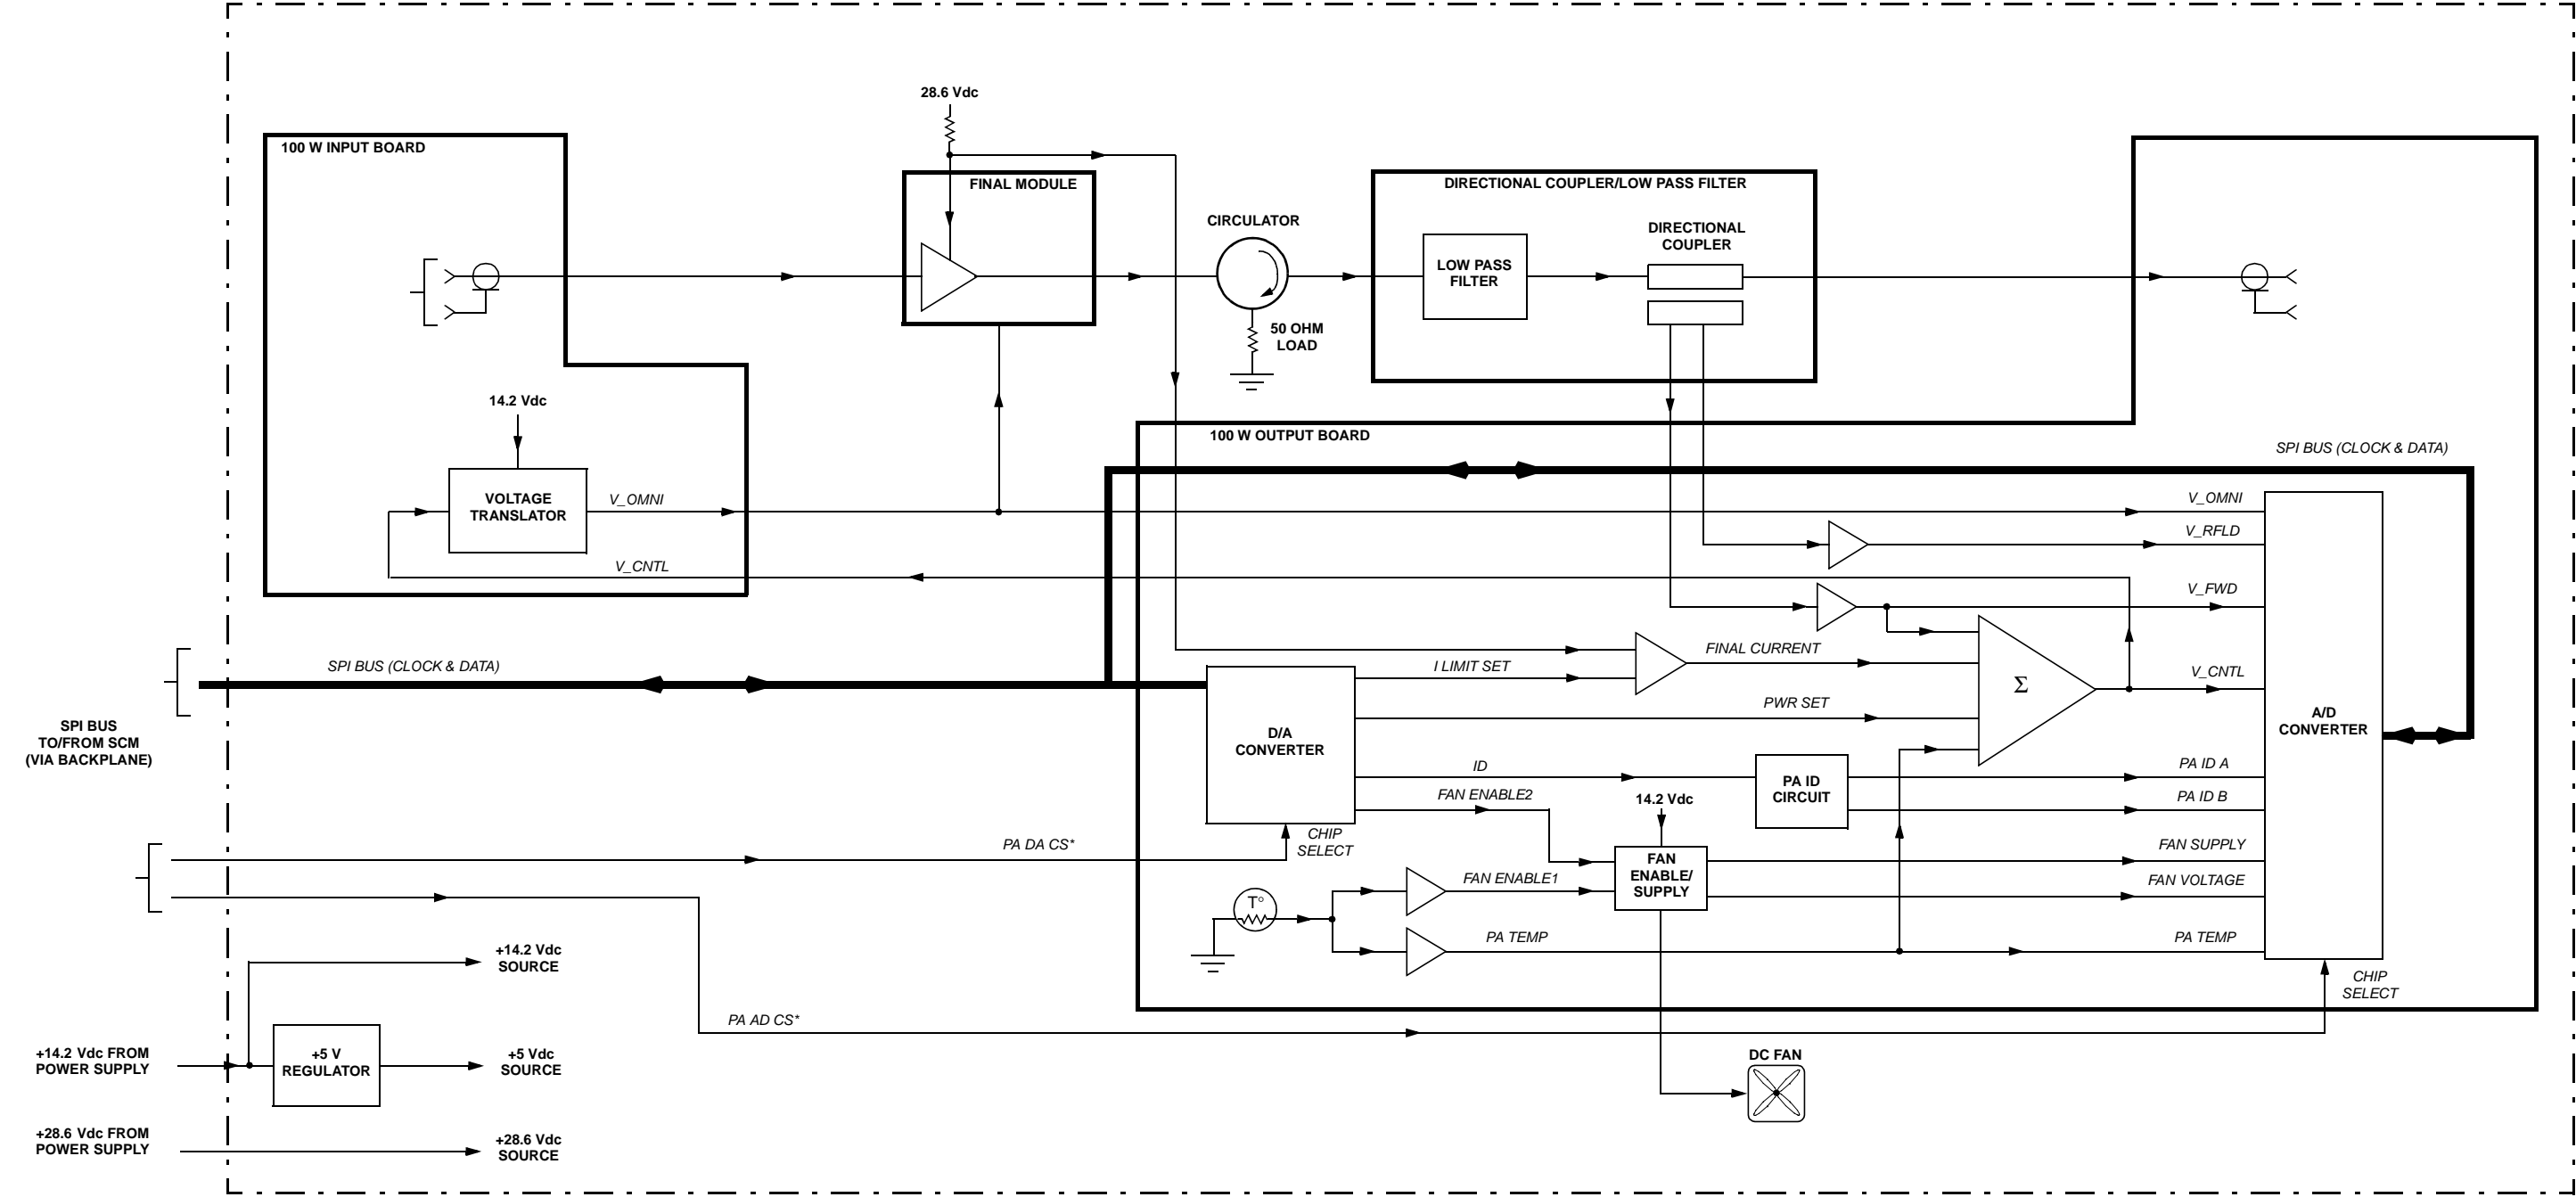 28.6 Vdc
100 W INPUT BOARD
FINAL MODULE
DIRECTIONAL COUPLER/LOW PASS FILTER
CIRCULATOR
DIRECTIONAL
COUPLER
LOW PASS
FILTER
50 OHM
LOAD
14.2 Vdc
100 W OUTPUT BOARD
SPI BUS (CLOCK & DATA)
VOLTAGE
TRANSLATOR
V_OMNI
V_OMNI
V_RFLD
V_CNTL
V_FWD
SPI BUS (CLOCK & DATA)
I LIMIT SET
FINAL CURRENT
V_CNTL
Σ
PWR SET
SPI BUS
TO/FROM SCM
(VIA BACKPLANE)
D/A
CONVERTER
A/D
CONVERTER
ID
PA ID
CIRCUIT
PA ID A
FAN ENABLE2
14.2 Vdc
PA ID B
CHIP
SELECT
PA DA CS*
FAN
ENABLE/
SUPPLY
FAN SUPPLY
FAN ENABLE1
FAN VOLTAGE
T°
PA TEMP
PA TEMP
+14.2 Vdc
SOURCE
CHIP
SELECT
PA AD CS*
+14.2 Vdc FROM
POWER SUPPLY
+5 V
REGULATOR
+5 Vdc
SOURCE
DC FAN
+28.6 Vdc FROM
POWER SUPPLY
+28.6 Vdc
SOURCE